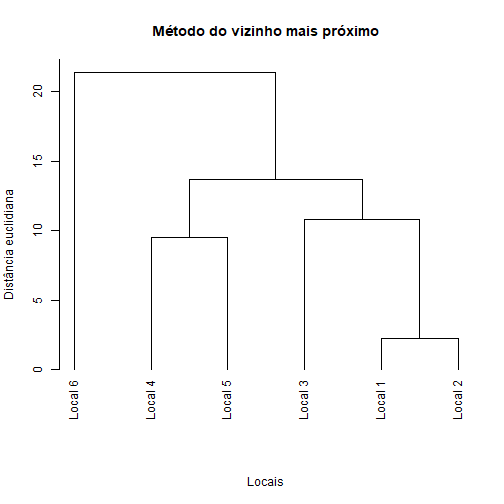 Método do vizinho mais próximo
Distância euclidiana
20
15
10
5
0
Local 6
Local 4
Local 5
Local 3
Local 1
Local 2
Locais